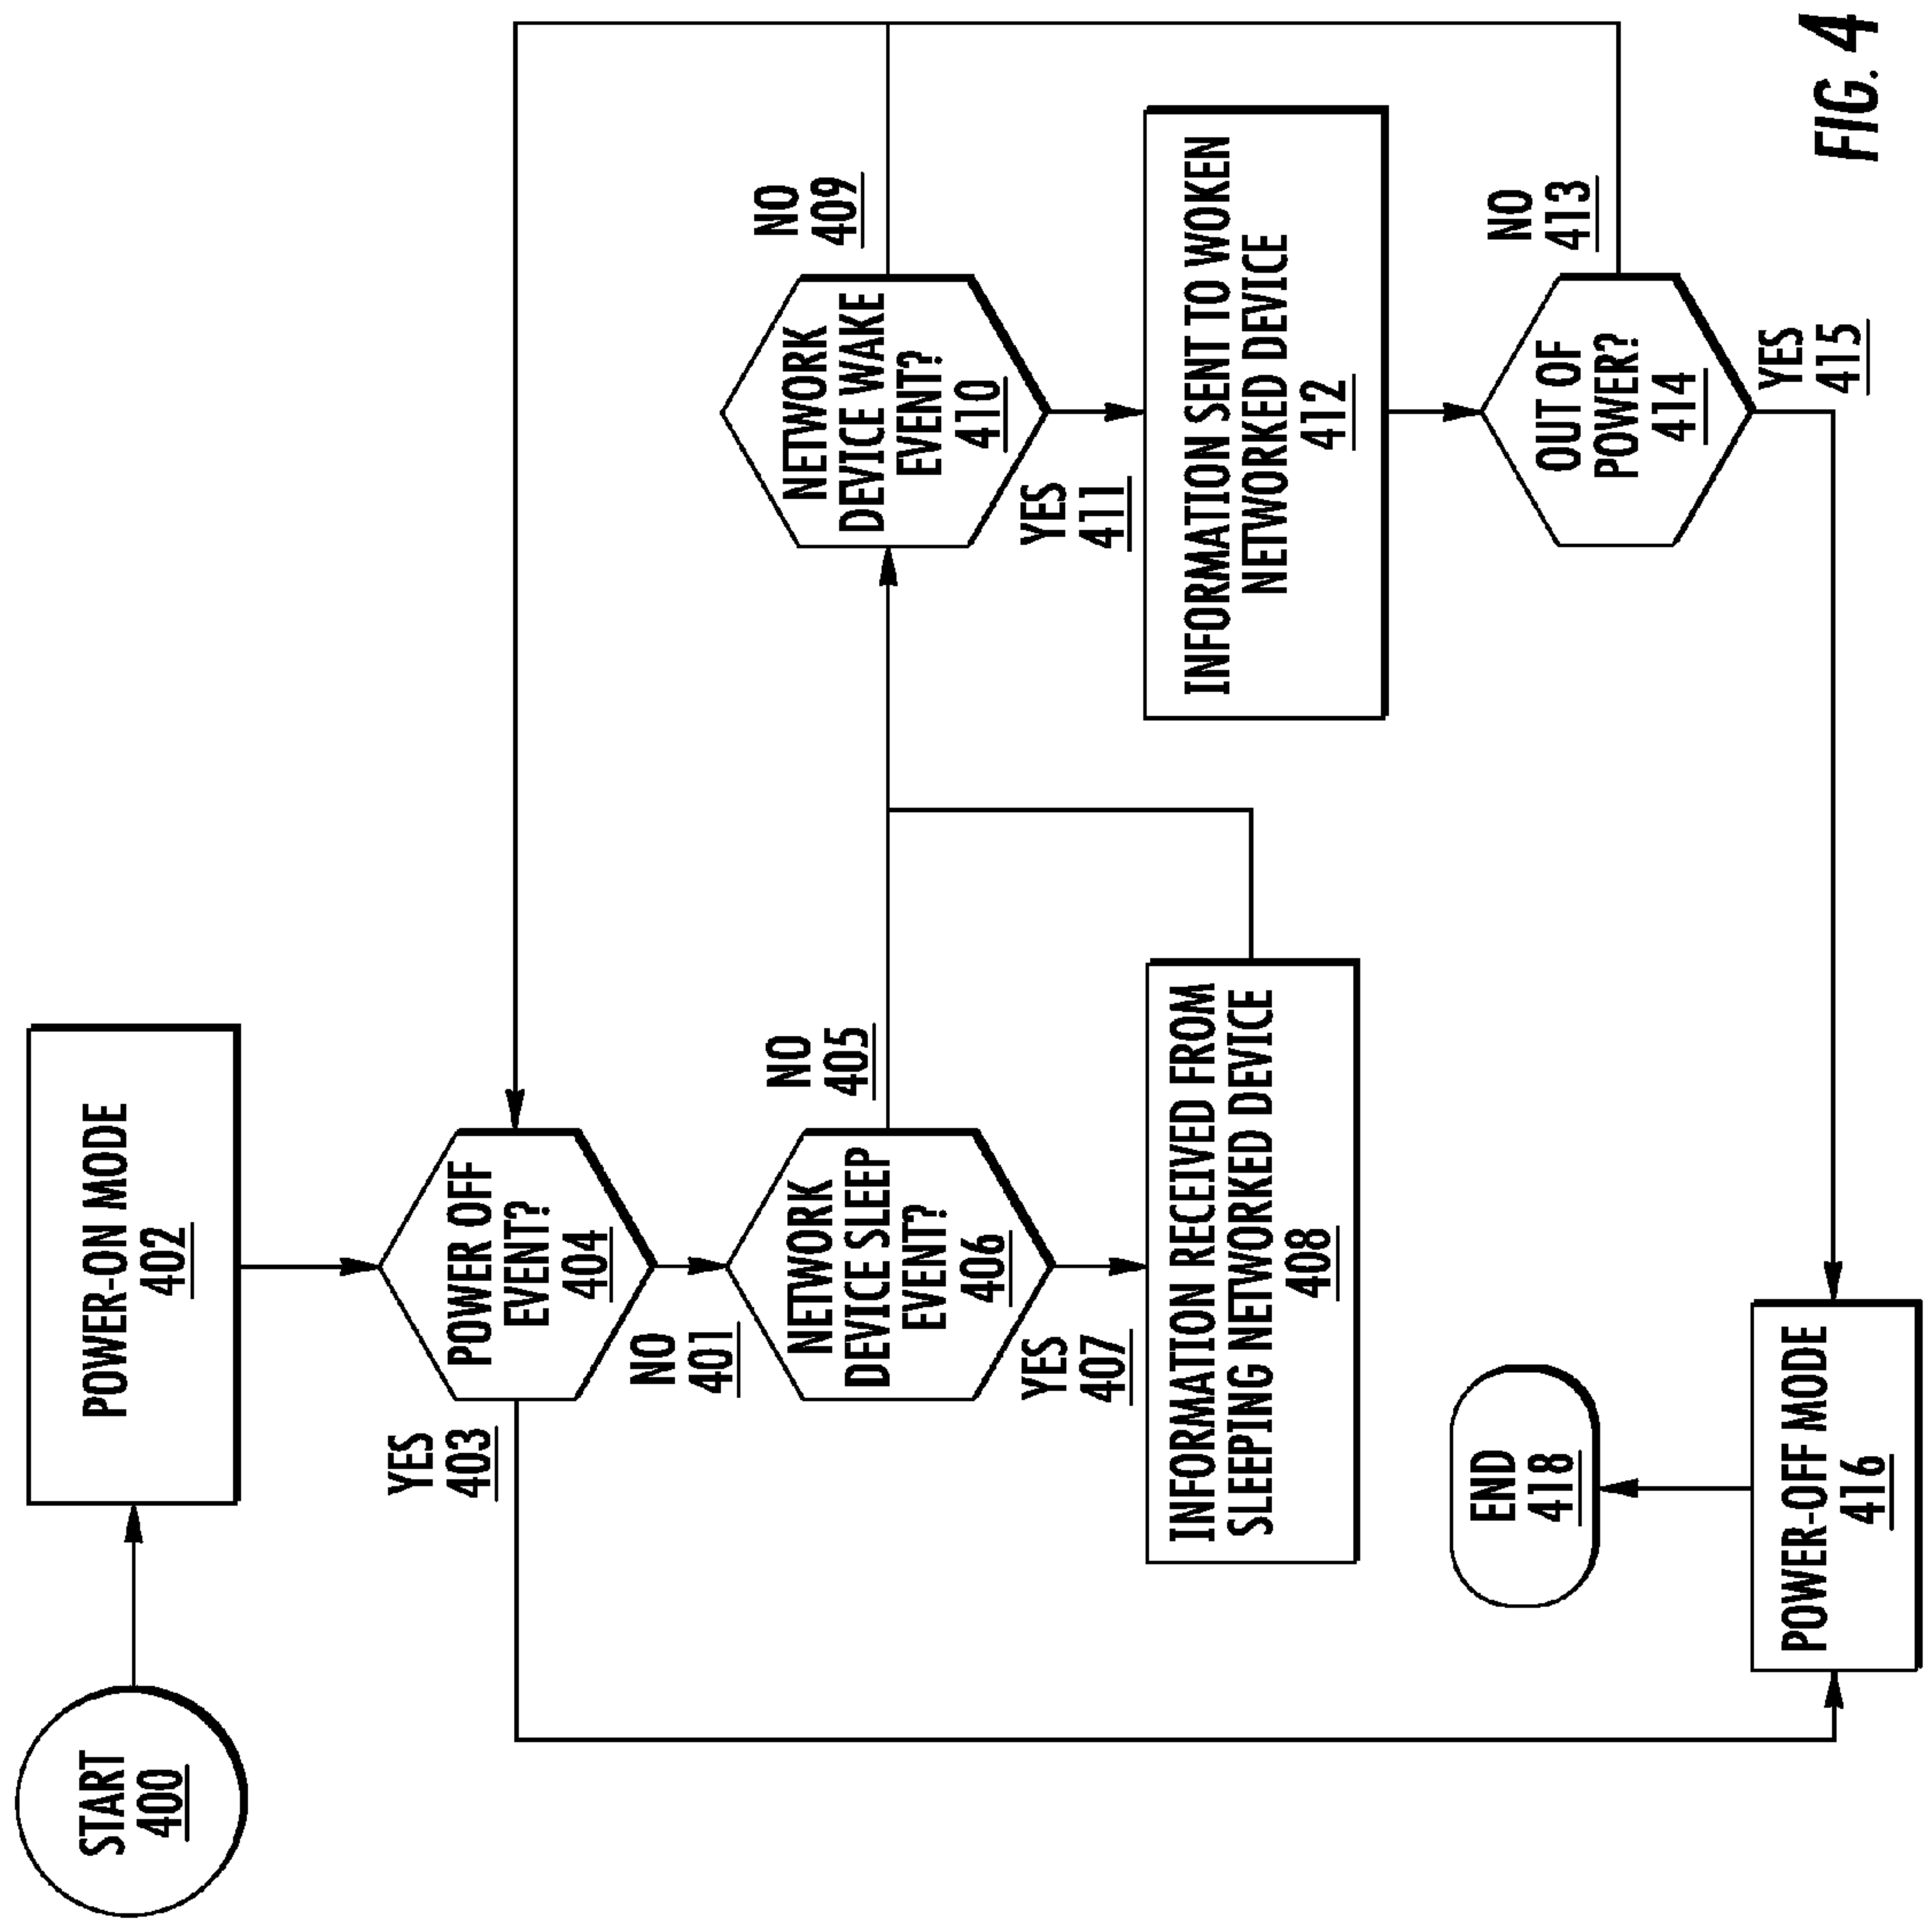 START
400
POWER-ON MODE
402
POWER OFF
EVENT?
404
YES
403
NO
401
NETWORK
DEVICE SLEEP
EVENT?
406
NO
405
YES
407
INFORMATION RECEIVED FROM
SLEEPING NETWORKED DEVICE
408
NETWORK
DEVICE WAKE
EVENT?
410
NO
409
YES
411
INFORMATION SENT TO WOKEN
NETWORKED DEVICE
412
OUT OF
POWER?
414
NO
413
YES
415
POWER-OFF MODE
416
END
418
FIG. 4